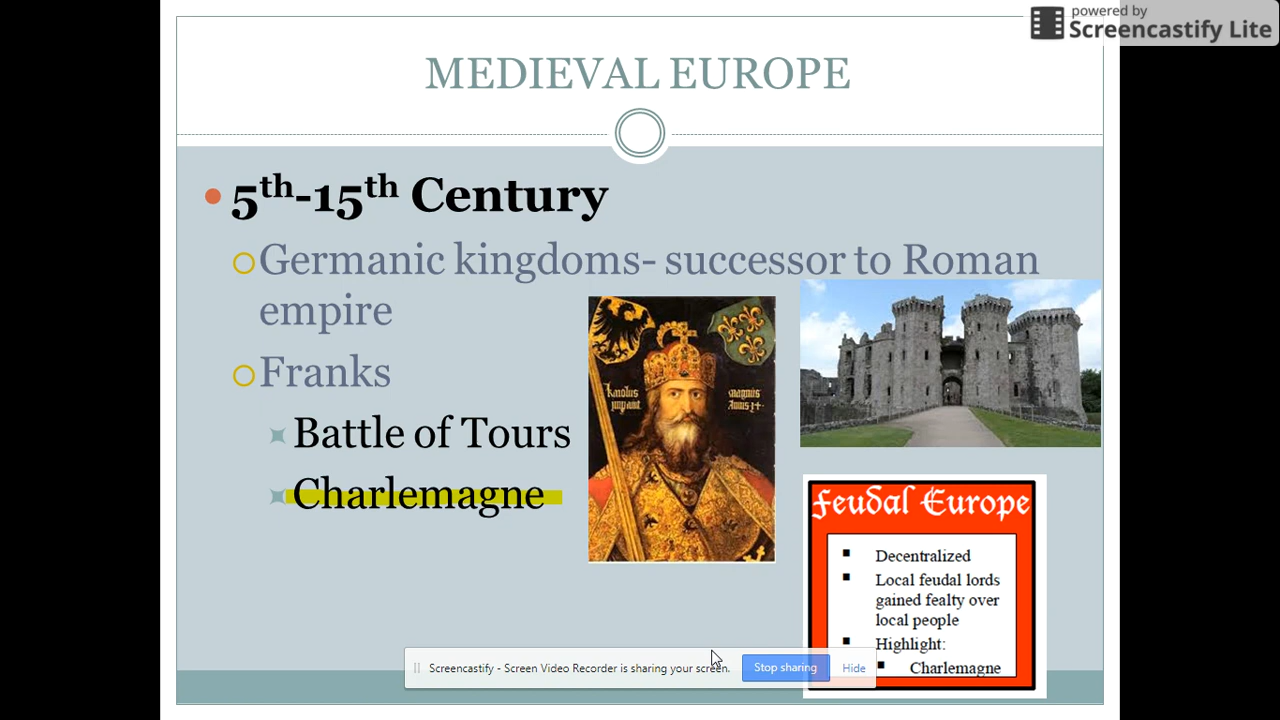 powered by
Screencastify Lite
MEDIEVAL EUROPE
5th-15th Century
Germanic kingdoms- successor to Roman
empire
Franks
Battle of Tours
Charlemagne
karolus
magnus
Feudal Europe
Decentralized
Local feudal lords
gained fealty over
local people
Highlight:
Charlemagne
Screencastify - Screen Video Recorder is sharing your screen.
Stop sharing
Hide